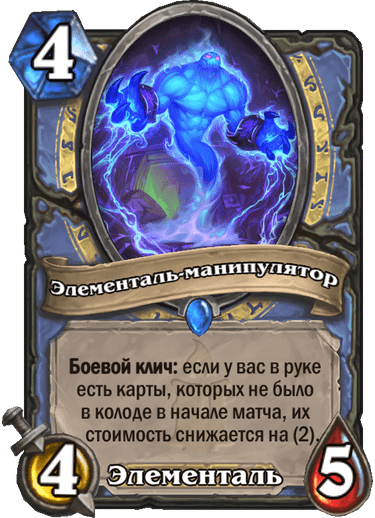 4
Элементаль-манипулятор
Боевой клич: если у вас в руке
есть карты, которых не было
в колоде в начале матча, их
стоимость снижается на (2).
4
Элементаль
5